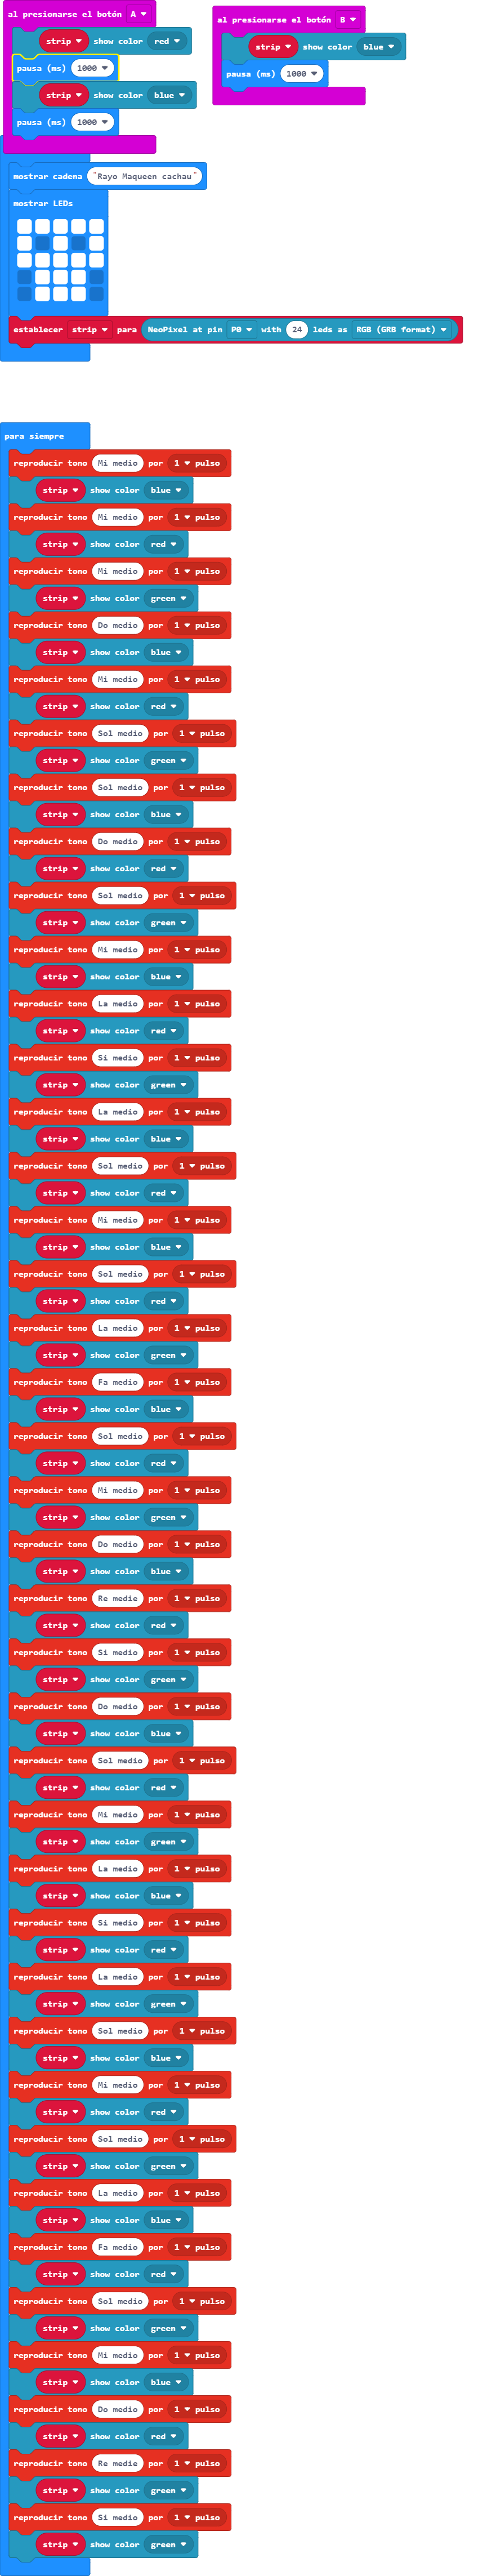 al presionarse el botón A
strip show color red
pausa (ms) 1000
strip show color blue
pausa (ms) 1000
al presionarse el botón B
strip show color blue
pausa (ms) 1000
mostrar cadena "Rayo Maqueen cachau"
mostrar LEDs
establecer strip para NeoPixel at pin P0 with 24 leds as RGB (GRB format)
para siempre
reproducir tono Mi medio por 1 pulso
strip show color blue
reproducir tono Mi medio por 1 pulso
strip show color red
reproducir tono Mi medio por 1 pulso
strip show color green
reproducir tono Do medio por 1 pulso
strip show color blue
reproducir tono Mi medio por 1 pulso
strip show color red
reproducir tono Sol medio por 1 pulso
strip show color green
reproducir tono Sol medio por 1 pulso
strip show color blue
reproducir tono Do medio por 1 pulso
strip show color red
reproducir tono Sol medio por 1 pulso
strip show color green
reproducir tono Mi medio por 1 pulso
strip show color blue
reproducir tono La medio por 1 pulso
strip show color red
reproducir tono Si medio por 1 pulso
strip show color green
reproducir tono La medio por 1 pulso
strip show color blue
reproducir tono Sol medio por 1 pulso
strip show color red
reproducir tono Mi medio por 1 pulso
strip show color blue
reproducir tono Sol medio por 1 pulso
strip show color red
reproducir tono La medio por 1 pulso
strip show color green
reproducir tono Fa medio por 1 pulso
strip show color blue
reproducir tono Sol medio por 1 pulso
strip show color red
reproducir tono Mi medio por 1 pulso
strip show color green
reproducir tono Do medio por 1 pulso
strip show color blue
reproducir tono Re medie por 1 pulso
strip show color red
reproducir tono Si medio por 1 pulso
strip show color green
reproducir tono Do medio por 1 pulso
strip show color blue
reproducir tono Sol medio por 1 pulso
strip show color red
reproducir tono Mi medio por 1 pulso
strip show color green
reproducir tono La medio por 1 pulso
strip show color blue
reproducir tono Si medio por 1 pulso
strip show color red
reproducir tono La medio por 1 pulso
strip show color green
reproducir tono Sol medio por 1 pulso
strip show color blue
reproducir tono Mi medio por 1 pulso
strip show color red
reproducir tono Sol medio por 1 pulso
strip show color green
reproducir tono La medio por 1 pulso
strip show color blue
reproducir tono Fa medio por 1 pulso
strip show color red
reproducir tono Sol medio por 1 pulso
strip show color green
reproducir tono Mi medio por 1 pulso
strip show color blue
reproducir tono Do medio por 1 pulso
strip show color red
reproducir tono Re medie por 1 pulso
strip show color green
reproducir tono Si medio por 1 pulso
strip show color green